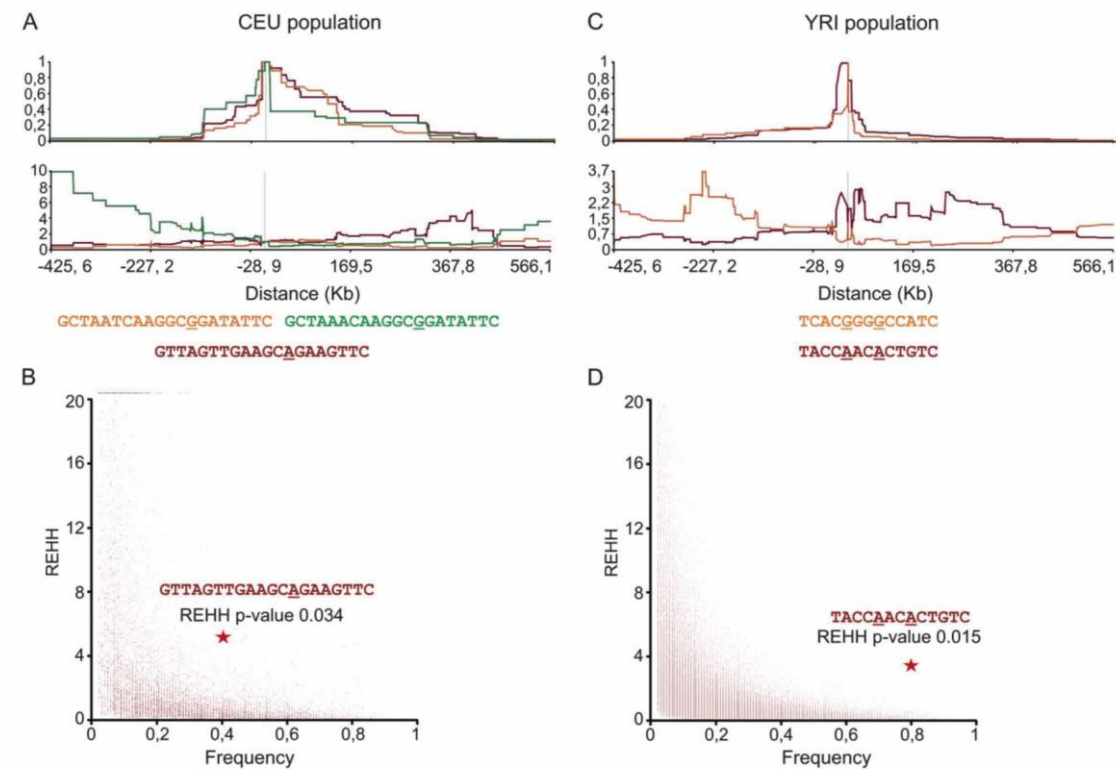 A
CEU population
1
0,8
0,6
0,4
0,2
0
10
8
6
4
2
0
-425, 6 -227, 2 -28, 9 169,5 367,8 566,1
Distance (Kb)
GCTAATCAAGGCGGATATTC GCTAAACAAGGCGGATATTC
GTTAGTTGAAGCAGAAGTTC
B
20
16
12
8
4
0
REHH
GTTAGTTGAAGCAGAAGTTC
REHH p-value 0.034
0 0,2 0,4 0,6 0,8 1
Frequency
C
YRI population
1
0,8
0,6
0,4
0,2
0
3,7
3
2,2
1,5
0,7
0
-425, 6 -227, 2 -28, 9 169,5 367,8 566,1
Distance (Kb)
TCACGGGGCCATC
TACCAACACTGTC
D
20
16
12
8
4
0
REHH
TACCAACACTGTC
REHH p-value 0.015
0 0,2 0,4 0,6 0,8 1
Frequency